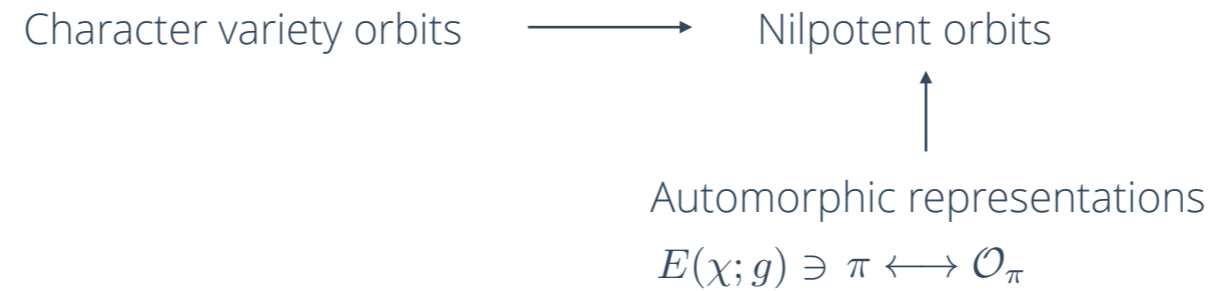 Character variety orbits ⟶ Nilpotent orbits
Automorphic representations
E(χ; g) ∋ π ⟷ 𝒪_π